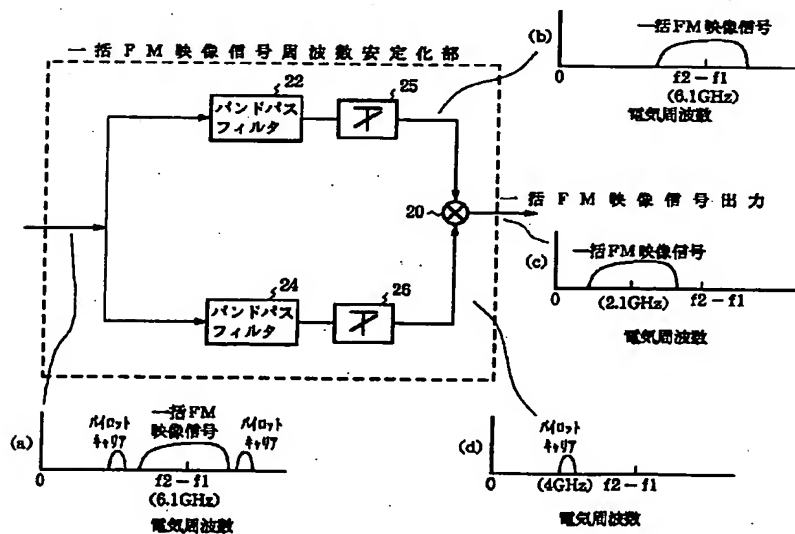 一括FM映像信号周波数安定化部
22
バンドパス
フィルタ
25
24
バンドパス
フィルタ
26
20
一括FM映像信号出力
(a)
パイロット
キャリア
一括FM
映像信号
パイロット
キャリア
0
f2-f1
(6.1GHz)
電気周波数
(b)
一括FM映像信号
0
f2-f1
(6.1GHz)
電気周波数
(c)
一括FM映像信号
0
(2.1GHz)
f2-f1
電気周波数
(d)
パイロット
キャリア
0
(4GHz)
f2-f1
電気周波数